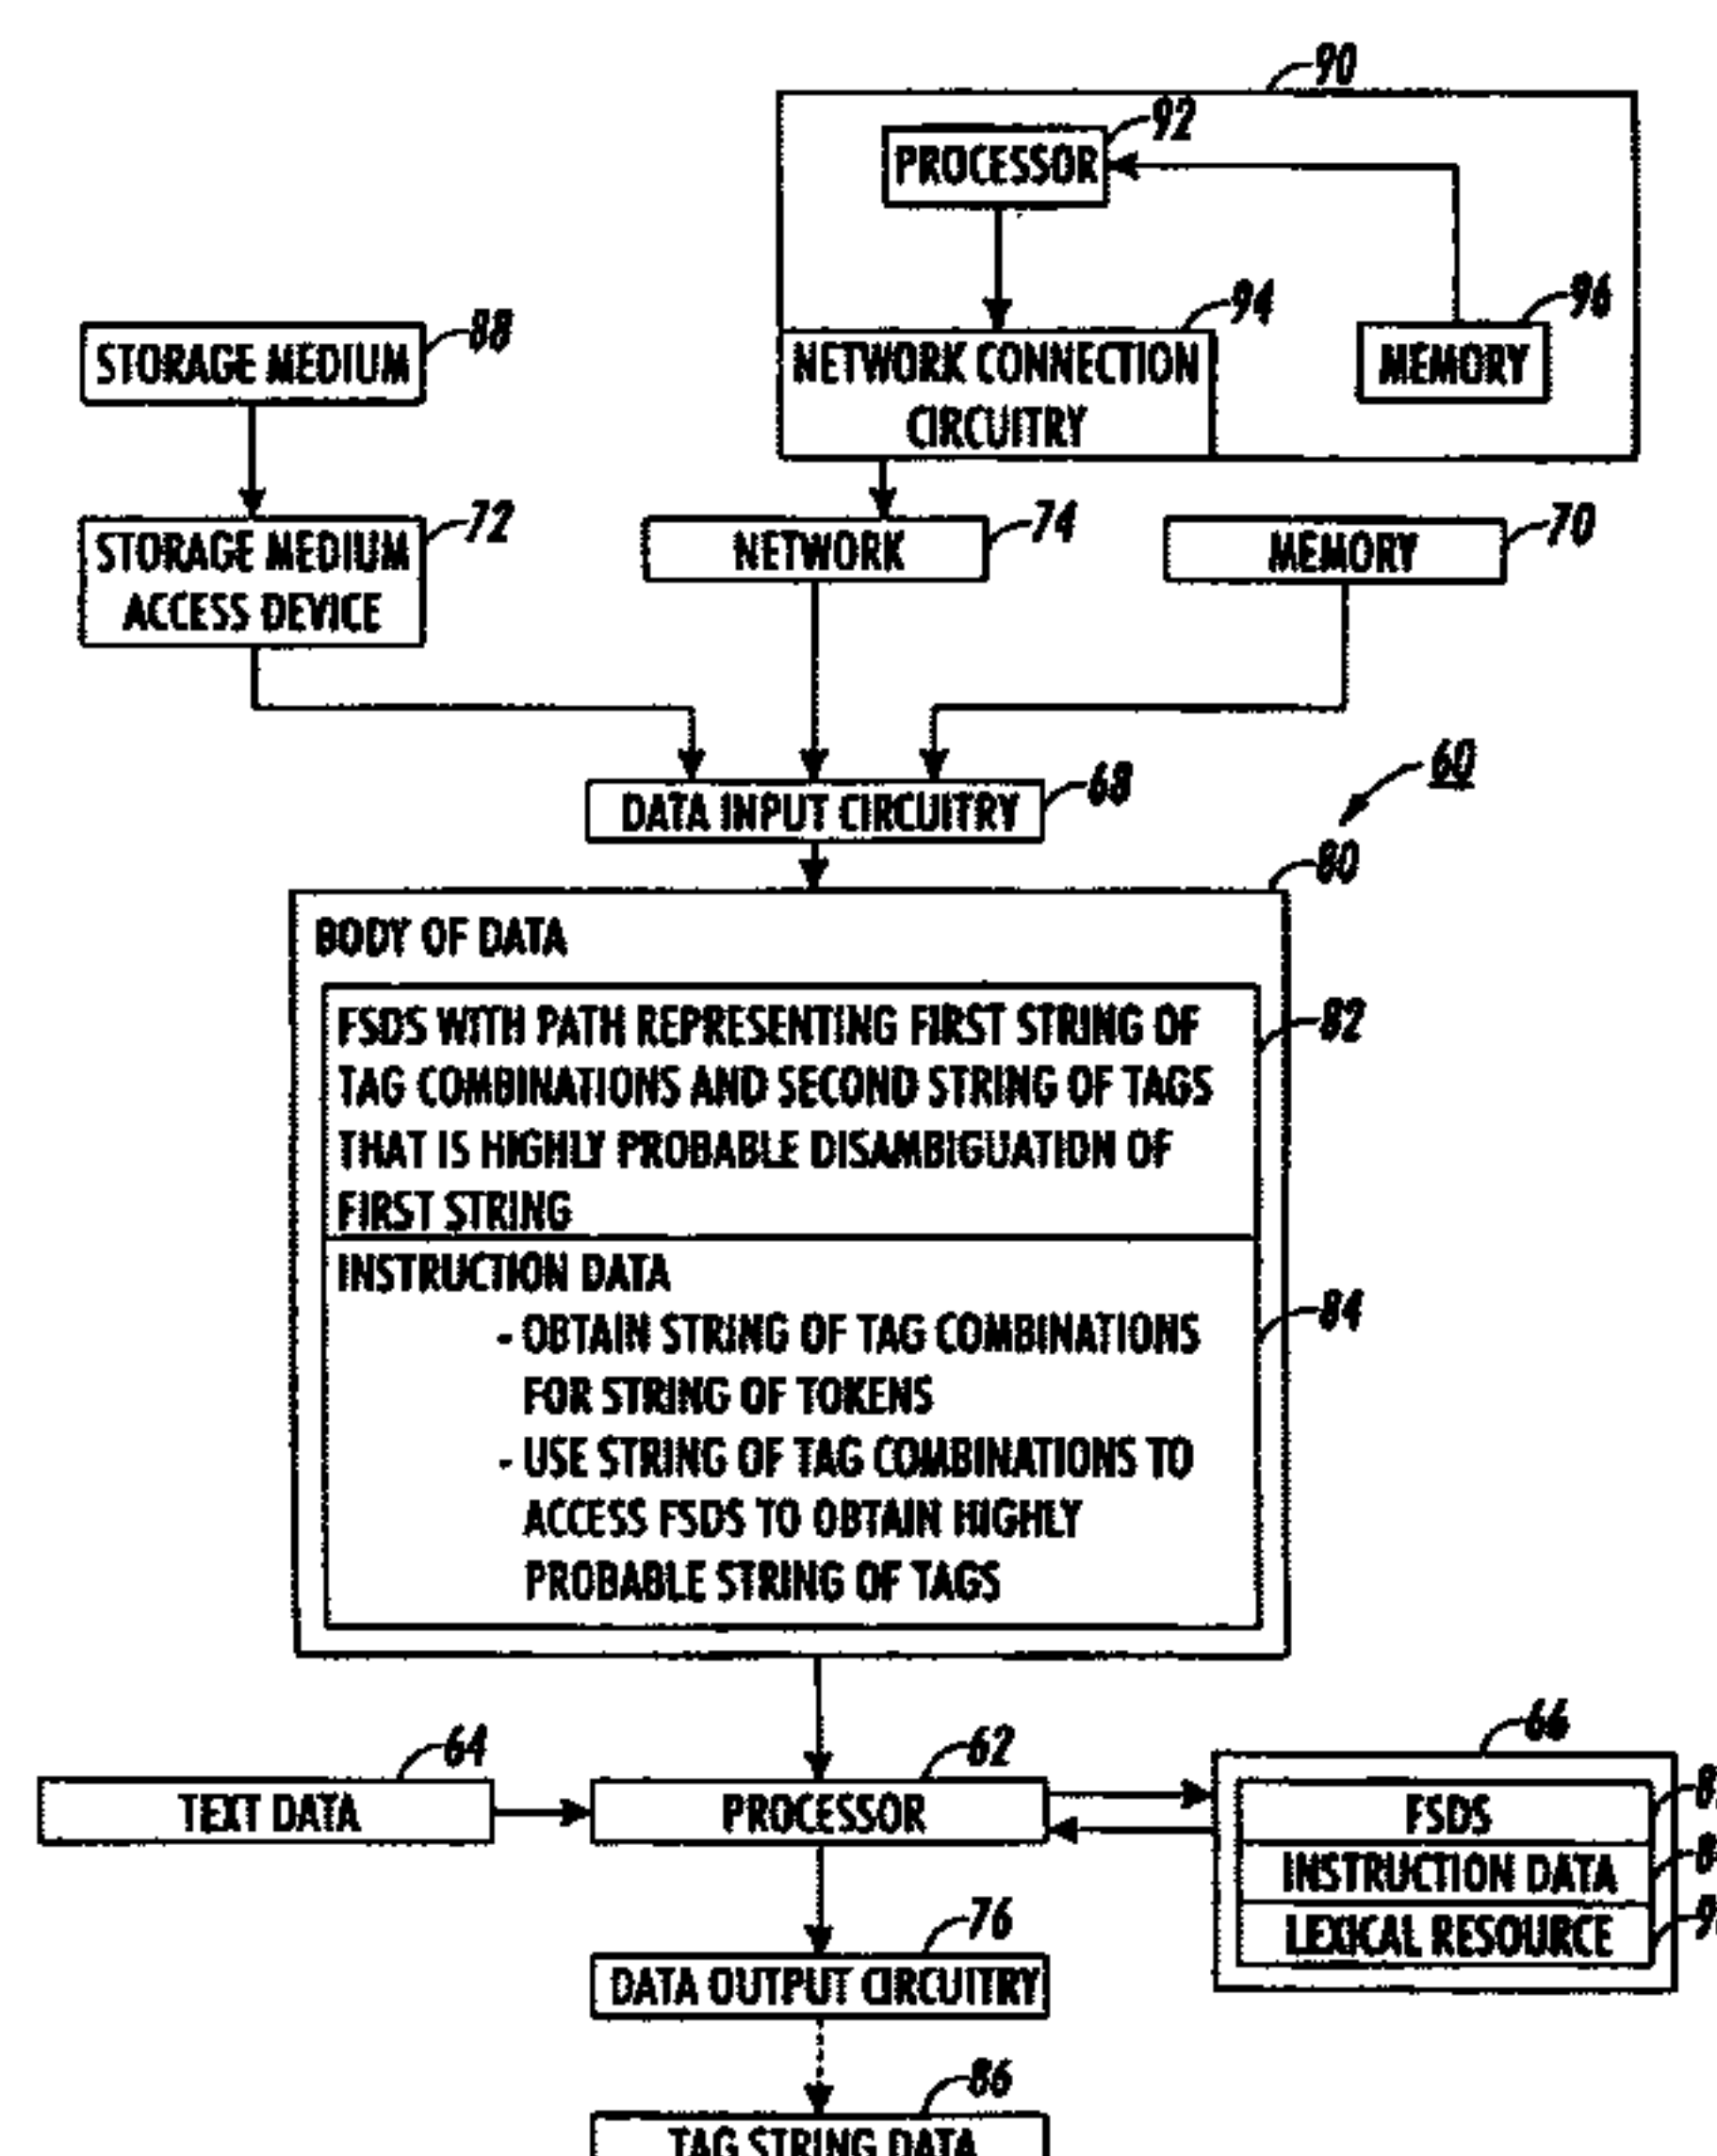 90
92
PROCESSOR
94
96
88
STORAGE MEDIUM
NETWORK CONNECTION
CIRCUITRY
MEMORY
72
74
70
STORAGE MEDIUM
ACCESS DEVICE
NETWORK
MEMORY
60
68
DATA INPUT CIRCUITRY
80
BODY OF DATA
FSDS WITH PATH REPRESENTING FIRST STRING OF
82
TAG COMBINATIONS AND SECOND STRING OF TAGS
THAT IS HIGHLY PROBABLE DISAMBIGUATION OF
FIRST STRING
INSTRUCTION DATA
84
- OBTAIN STRING OF TAG COMBINATIONS
FOR STRING OF TOKENS
- USE STRING OF TAG COMBINATIONS TO
ACCESS FSDS TO OBTAIN HIGHLY
PROBABLE STRING OF TAGS
64
62
66
TEXT DATA
PROCESSOR
FSDS
INSTRUCTION DATA
LEXICAL RESOURCE
76
DATA OUTPUT CIRCUITRY
86
TAG STRING DATA